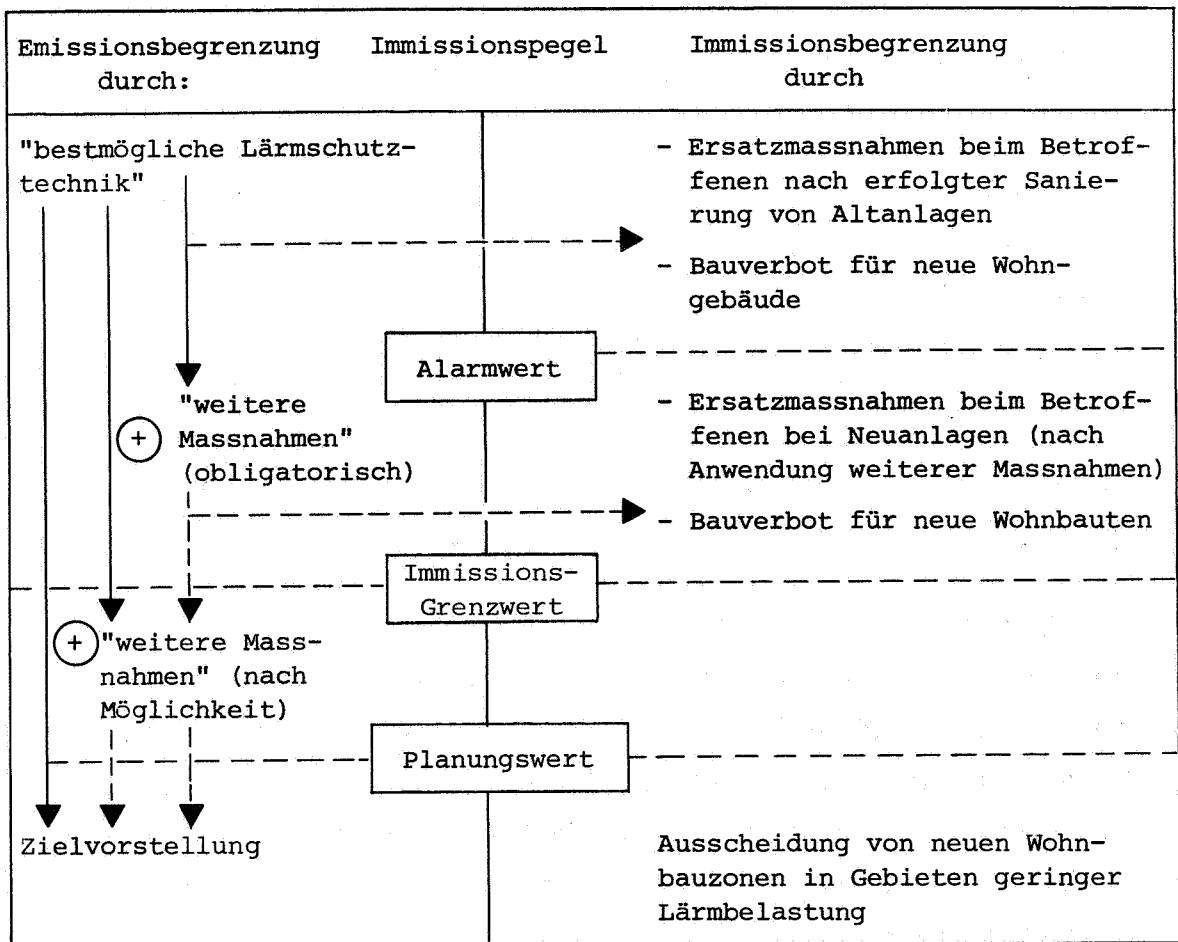 Emissionsbegrenzung
durch:
Immissionspegel
Immissionsbegrenzung
durch
"bestmögliche Lärmschutz-
technik"
- Ersatzmassnahmen beim Betrof-
fenen nach erfolgter Sanie-
rung von Altanlagen
- Bauverbot für neue Wohn-
gebäude
Alarmwert
"weitere
+ Massnahmen"
(obligatorisch)
- Ersatzmassnahmen beim Betrof-
fenen bei Neuanlagen (nach
Anwendung weiterer Massnahmen)
- Bauverbot für neue Wohnbauten
Immissions-
Grenzwert
+ "weitere Mass-
nahmen" (nach
Möglichkeit)
Planungswert
Zielvorstellung
Ausscheidung von neuen Wohn-
bauzonen in Gebieten geringer
Lärmbelastung